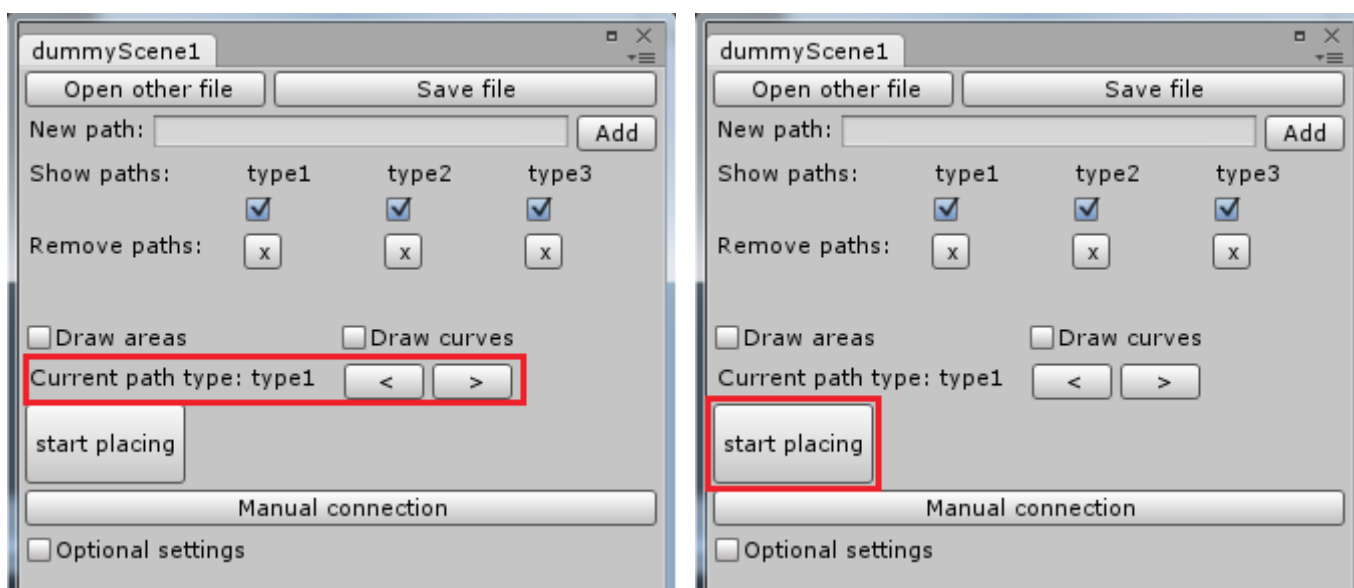 dummyScene1
Open other file Save file
New path: Add
Show paths: type1 type2 type3
Remove paths: x x x
Draw areas Draw curves
Current path type: type1 < >
start placing
Manual connection
Optional settings
dummyScene1
Open other file Save file
New path: Add
Show paths: type1 type2 type3
Remove paths: x x x
Draw areas Draw curves
Current path type: type1 < >
start placing
Manual connection
Optional settings